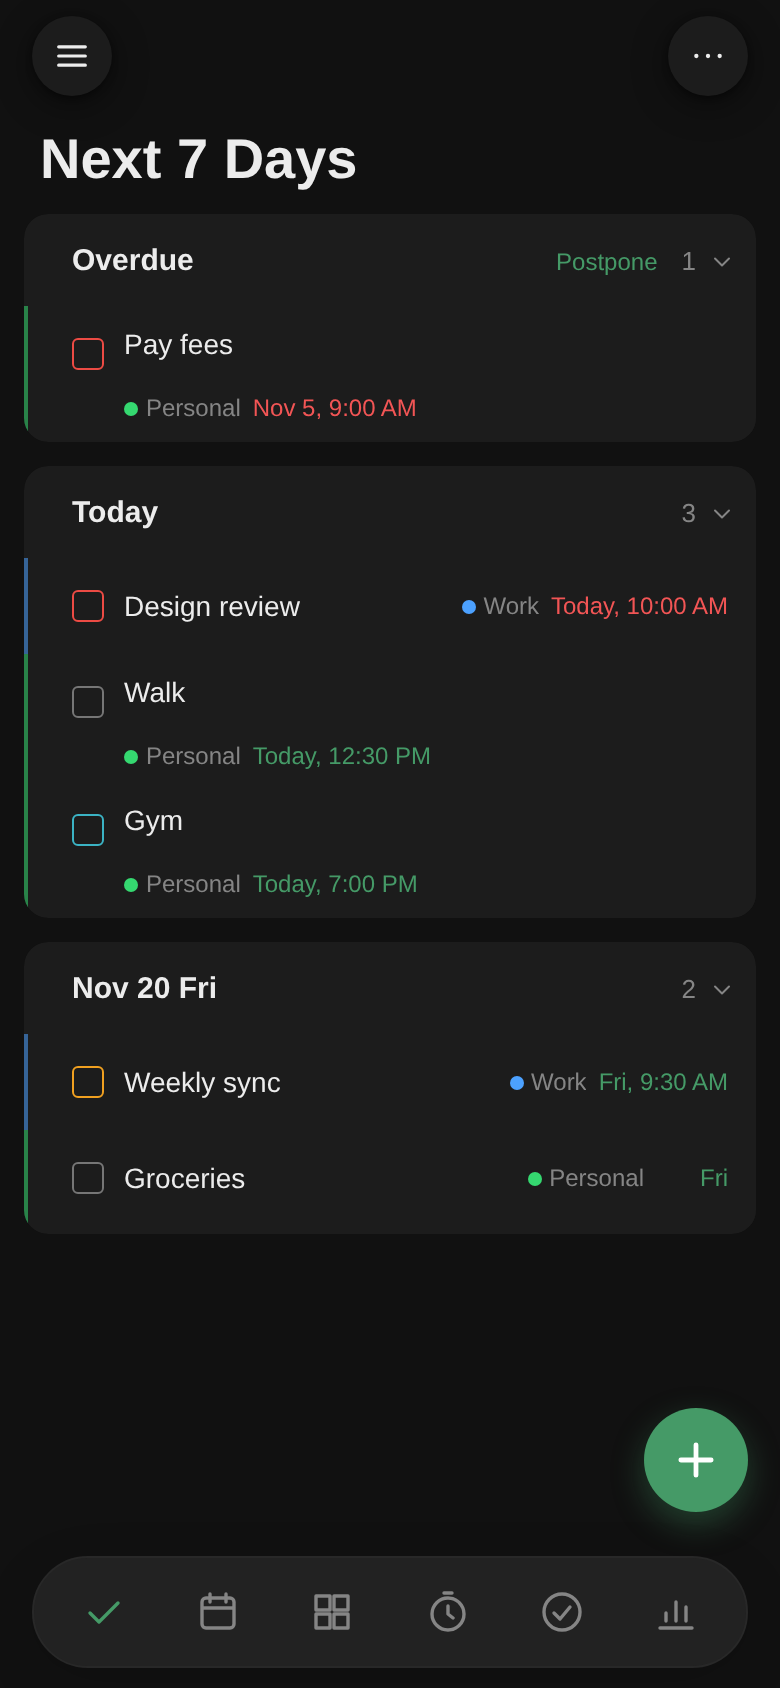 Next 7 Days
Overdue Postpone 1
Pay fees
Personal Nov 5, 9:00 AM
Today 3
Design review Work Today, 10:00 AM
Walk
Personal Today, 12:30 PM
Gym
Personal Today, 7:00 PM
Nov 20 Fri 2
Weekly sync Work Fri, 9:30 AM
Groceries Personal Fri